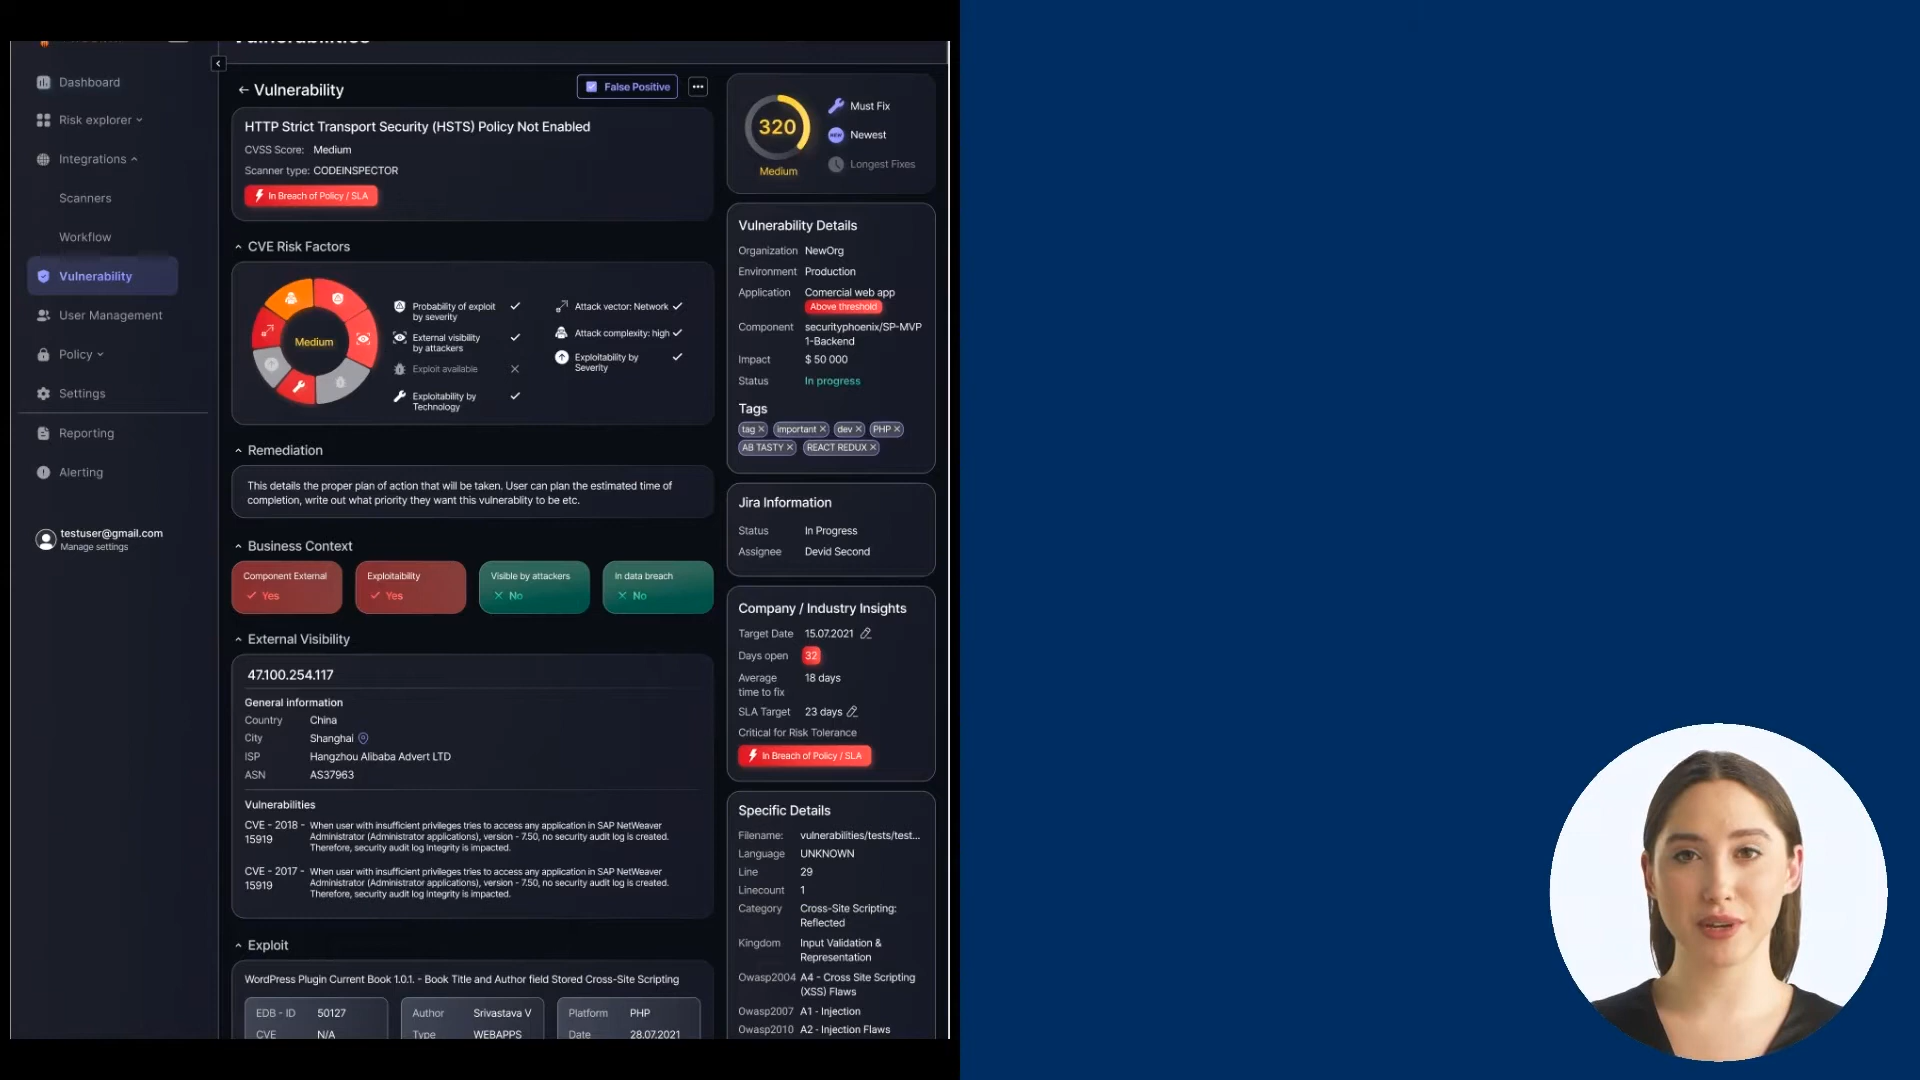 Dashboard
Risk explorer
Integrations
Scanners
Workflow
Vulnerability
User Management
Policy
Settings
Reporting
Alerting
testuser@gmail.com
Manage settings
Vulnerability
False Positive
HTTP Strict Transport Security (HSTS) Policy Not Enabled
CVSS Score: Medium
Scanner type: CODEINSPECTOR
In Breach of Policy / SLA
CVE Risk Factors
Medium
Probability of exploit
by severity
External visibility
by attackers
Exploit available
Exploitability by
Technology
Attack vector: Network
Attack complexity: high
Exploitability by
Severity
Remediation
This details the proper plan of action that will be taken. User can plan the estimated time of
completion, write out what priority they want this vulnerablity to be etc.
Business Context
Component External
Yes
Exploitaibility
Yes
Visible by attackers
No
In data breach
No
External Visibility
47.100.254.117
General information
Country China
City Shanghai
ISP Hangzhou Alibaba Advert LTD
ASN AS37963
Vulnerabilities
CVE - 2018 -
15919
When user with insufficient privileges tries to access any application in SAP NetWeaver
Administrator (Administrator applications), version - 7.50, no security audit log is created.
Therefore, security audit log Integrity is impacted.
CVE - 2017 -
15919
When user with insufficient privileges tries to access any application in SAP NetWeaver
Administrator (Administrator applications), version - 7.50, no security audit log is created.
Therefore, security audit log Integrity is impacted.
Exploit
WordPress Plugin Current Book 1.0.1. - Book Title and Author field Stored Cross-Site Scripting
EDB - ID 50127
CVE N/A
Author Srivastava V
Type WEBAPPS
Platform PHP
Date 28.07.2021
320
Medium
Must Fix
NEW Newest
Longest Fixes
Vulnerability Details
Organization NewOrg
Environment Production
Application Comercial web app
Above threshold
Component securityphoenix/SP-MVP
1-Backend
Impact $ 50 000
Status In progress
Tags
tag important dev PHP
AB TASTY REACT REDUX
Jira Information
Status In Progress
Assignee Devid Second
Company / Industry Insights
Target Date 15.07.2021
Days open 32
Average
time to fix
18 days
SLA Target 23 days
Critical for Risk Tolerance
In Breach of Policy / SLA
Specific Details
Filename: vulnerabilities/tests/test...
Language UNKNOWN
Line 29
Linecount 1
Category Cross-Site Scripting:
Reflected
Kingdom Input Validation &
Representation
Owasp2004 A4 - Cross Site Scripting
(XSS) Flaws
Owasp2007 A1 - Injection
Owasp2010 A2 - Injection Flaws